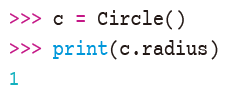 >>> c = Circle()
>>> print(c.radius)
1